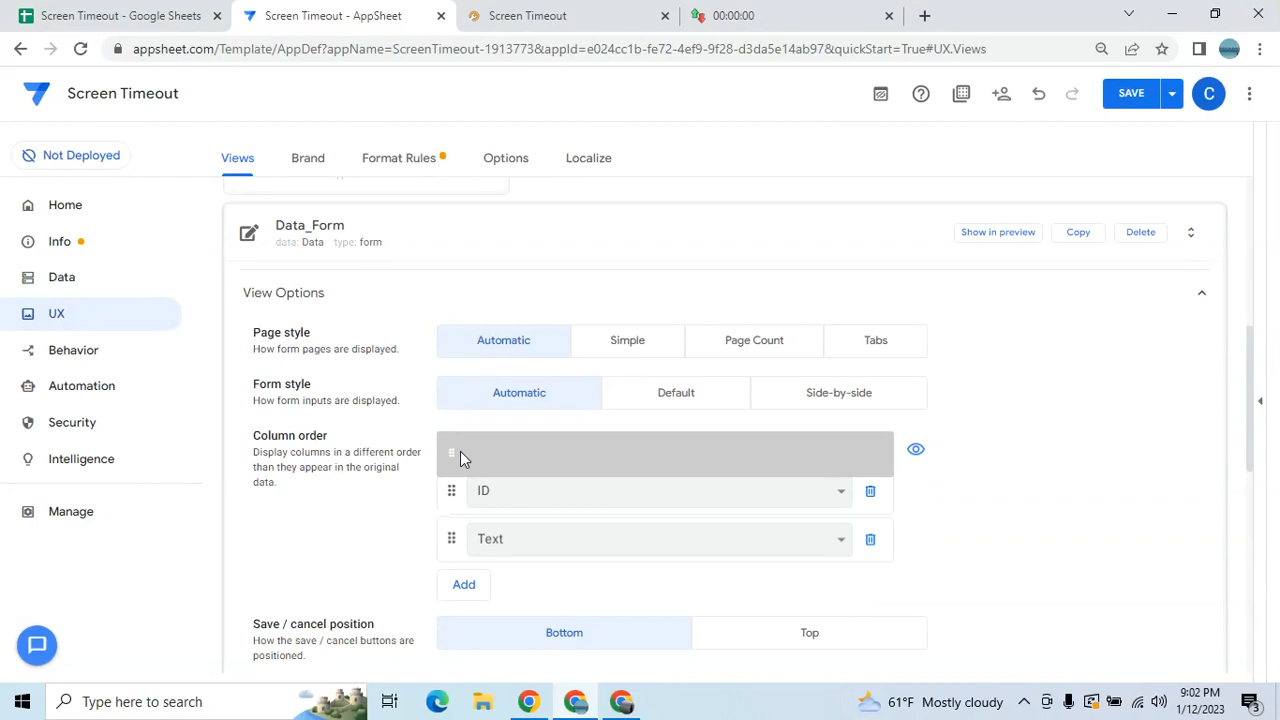 Screen Timeout - Google Sheets
Screen Timeout - AppSheet
Screen Timeout
00:00:00
appsheet.com/Template/AppDef?appName=ScreenTimeout-1913773&appId=e024cc1b-fe72-4ef9-9f28-d3da5e14ab97&quickStart=True#UX.Views
Screen Timeout
SAVE
C
Not Deployed
Views
Brand
Format Rules
Options
Localize
Home
Info
Data
UX
Behavior
Automation
Security
Intelligence
Manage
Data_Form
data: Data type: form
Show in preview
Copy
Delete
View Options
Page style
How form pages are displayed.
Automatic
Simple
Page Count
Tabs
Form style
How form inputs are displayed.
Automatic
Default
Side-by-side
Column order
Display columns in a different order
than they appear in the original
data.
ID
Text
Add
Save / cancel position
How the save / cancel buttons are
positioned.
Bottom
Top
Type here to search
61°F Mostly cloudy
9:02 PM
1/12/2023
3